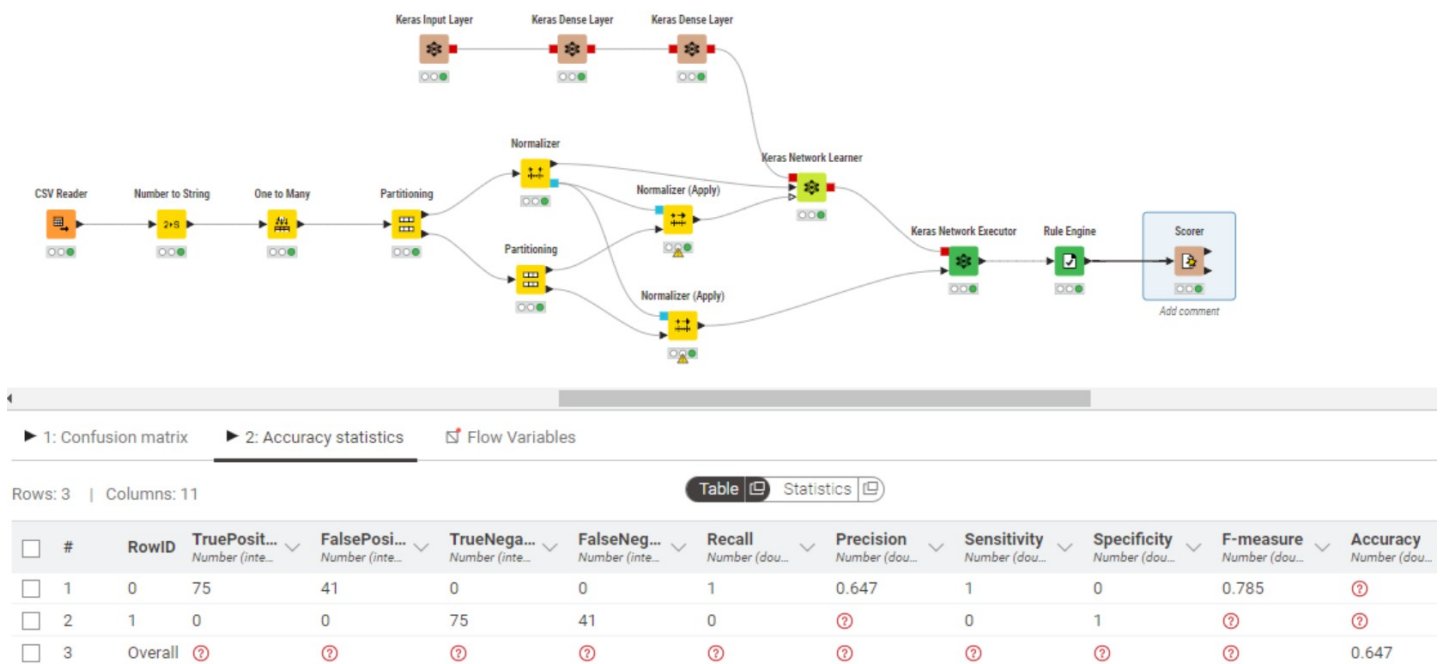 Keras Input Layer Keras Dense Layer Keras Dense Layer
Normalizer
Keras Network Learner
CSV Reader Number to String One to Many Partitioning Normalizer (Apply)
2+S
Partitioning Keras Network Executor Rule Engine Scorer
Normalizer (Apply)
Add comment
1: Confusion matrix 2: Accuracy statistics Flow Variables
Rows: 3 | Columns: 11 Table Statistics
# RowID TruePosit... FalsePosi... TrueNega... FalseNeg... Recall Precision Sensitivity Specificity F-measure Accuracy
Number (inte... Number (inte... Number (inte... Number (inte... Number (dou... Number (dou... Number (dou... Number (dou... Number (dou... Number (dou...
1 0 75 41 0 0 1 0.647 1 0 0.785 ?
2 1 0 0 75 41 0 ? 0 1 ? ?
3 Overall ? ? ? ? ? ? ? ? ? 0.647